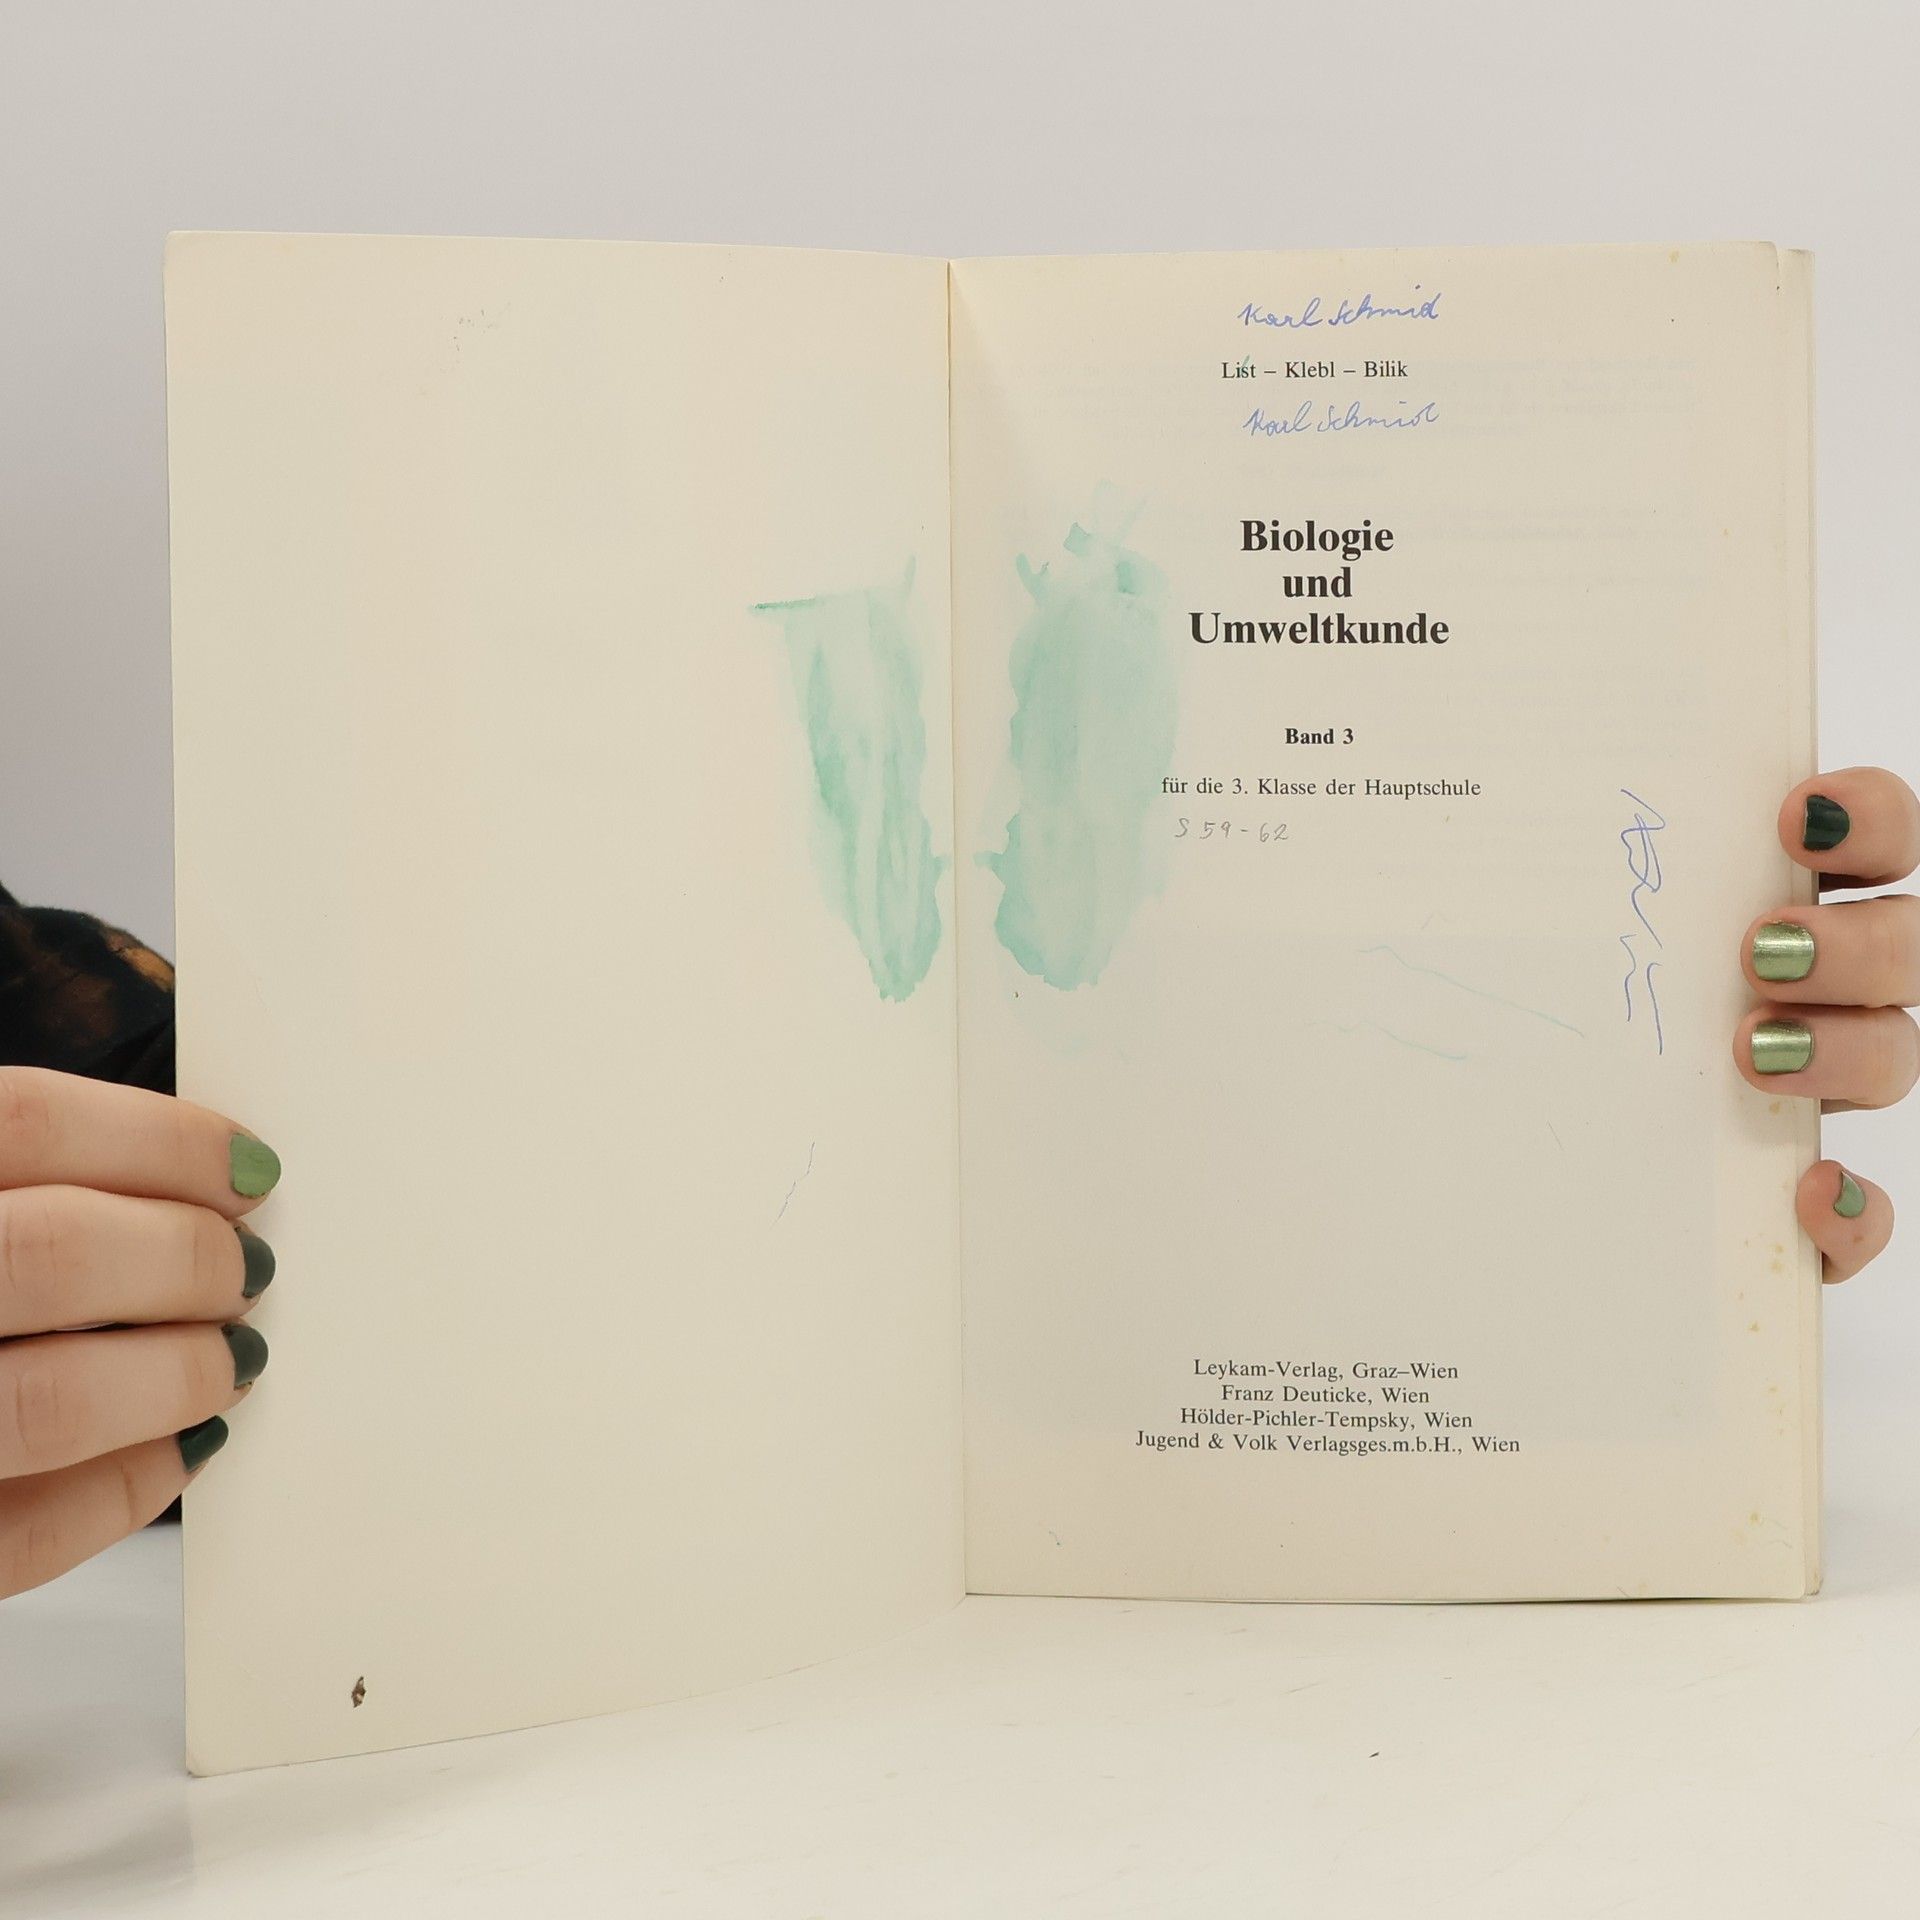 Karl Schmid
List – Klebl – Bilik
Karl Schmid
Biologie
und
Umweltkunde
Band 3
für die 3. Klasse der Hauptschule
S 59 - 62
Leykam-Verlag, Graz–Wien
Franz Deuticke, Wien
Hölder-Pichler-Tempsky, Wien
Jugend & Volk Verlagsges.m.b.H., Wien